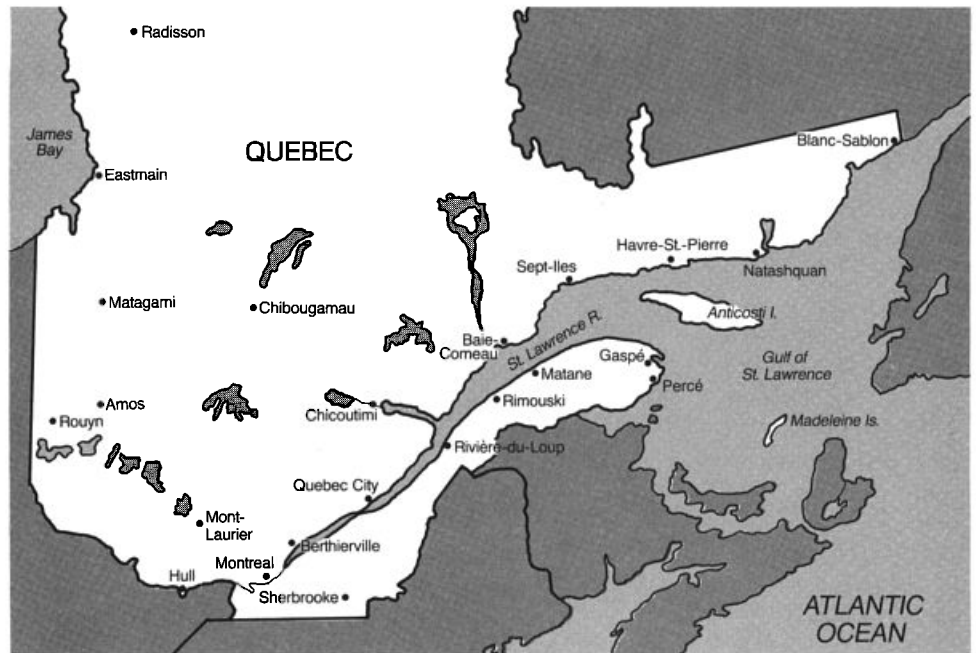 Radisson
James
Bay
QUEBEC
Blanc-Sablon
Eastmain
Havre-St.-Pierre
Sept-Iles
Natashquan
Matagami
Chibougamau
Anticosti I.
St. Lawrence R.
Baie-
Comeau
Gaspé
Gulf of
St. Lawrence
Matane
Percé
Amos
Chicoutimi
Rimouski
Rouyn
Madeleine Is.
Rivière-du-Loup
Quebec City
Mont-
Laurier
Berthierville
Montreal
Hull
Sherbrooke
ATLANTIC
OCEAN